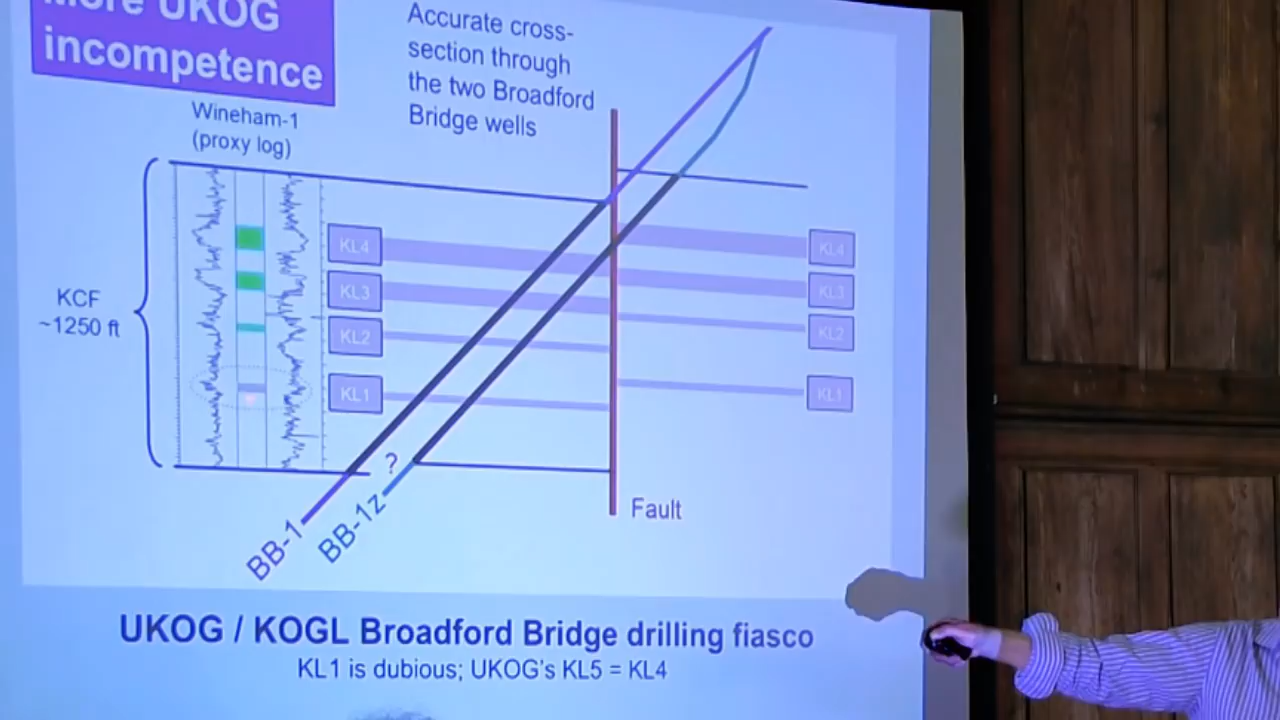 More UKOG
incompetence
Accurate cross-
section through
the two Broadford
Bridge wells
Wineham-1
(proxy log)
KCF
~1250 ft
KL4
KL3
KL2
KL1
KL4
KL3
KL2
KL1
?
BB-1
BB-1z
Fault
UKOG / KOGL Broadford Bridge drilling fiasco
KL1 is dubious; UKOG's KL5 = KL4